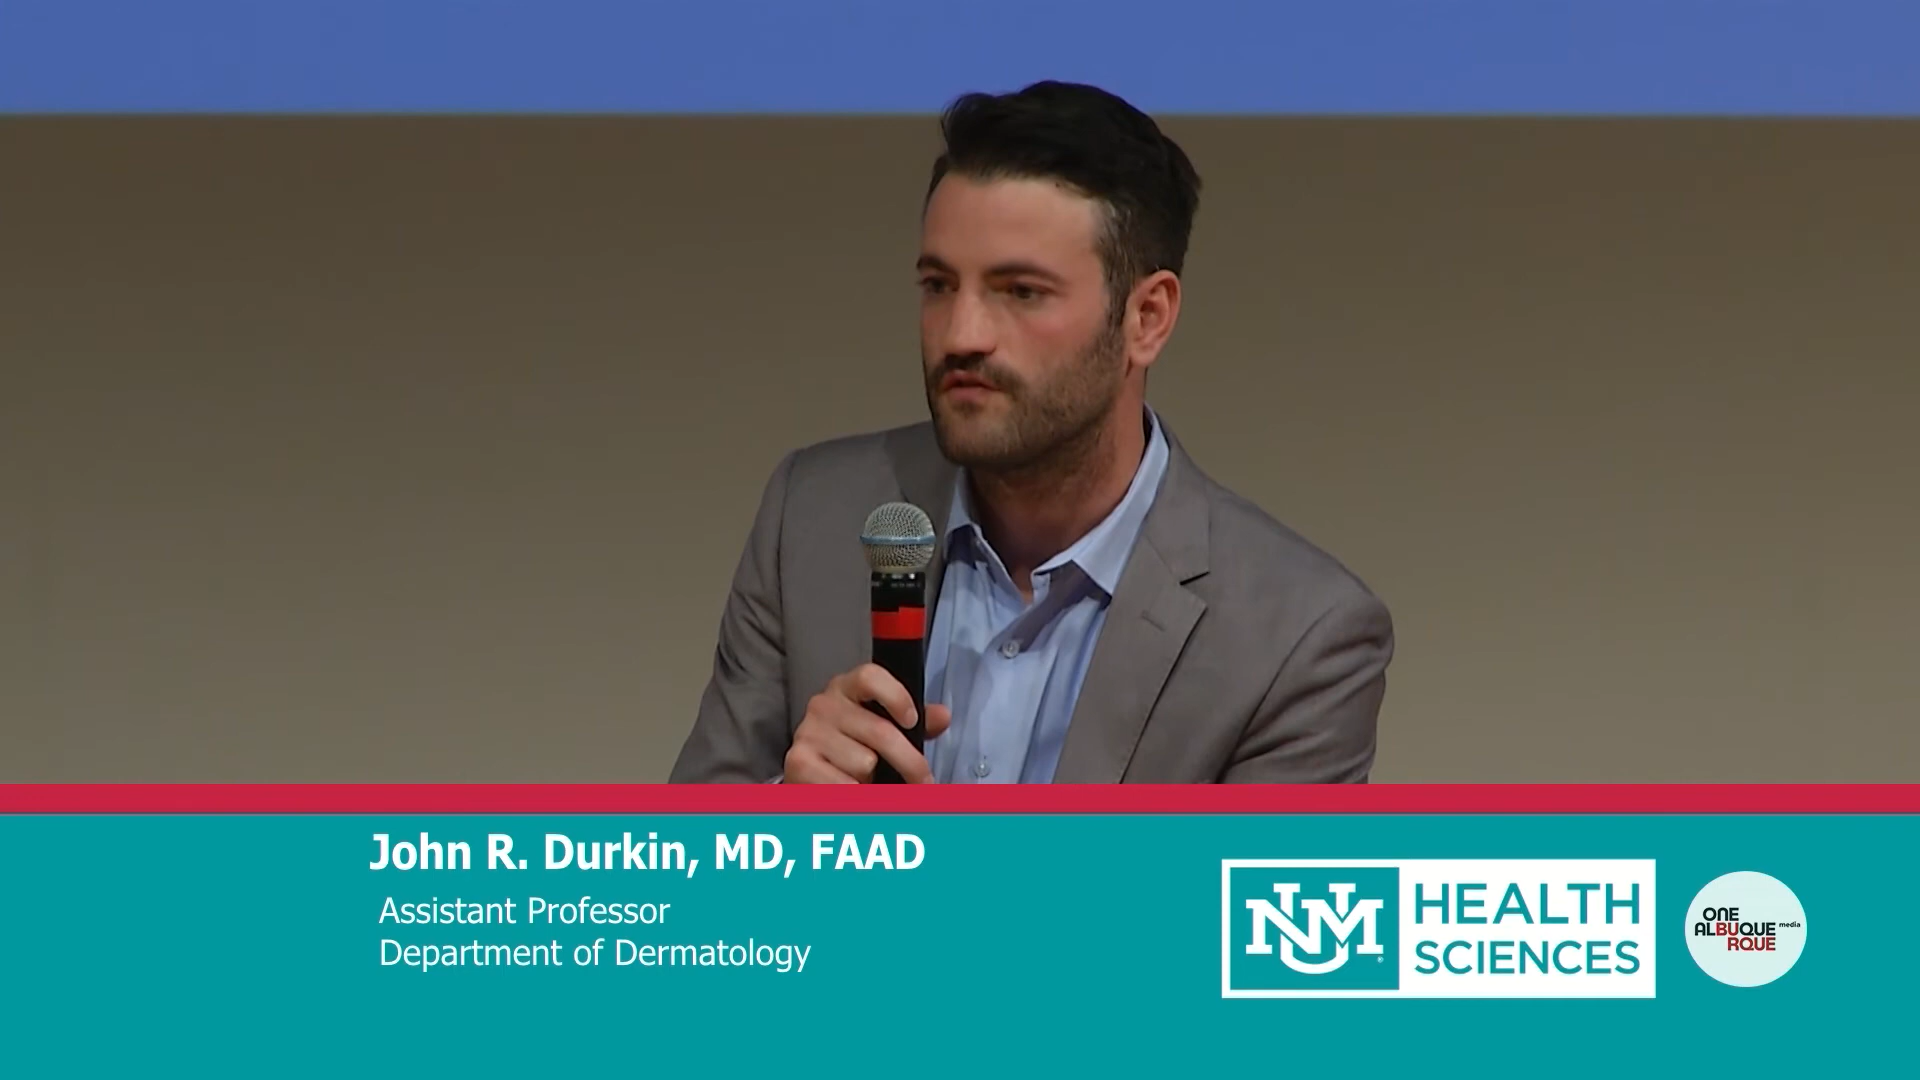 John R. Durkin, MD, FAAD
Assistant Professor
Department of Dermatology
UNM
HEALTH
SCIENCES
ONE
ALBUQUE media
RQUE